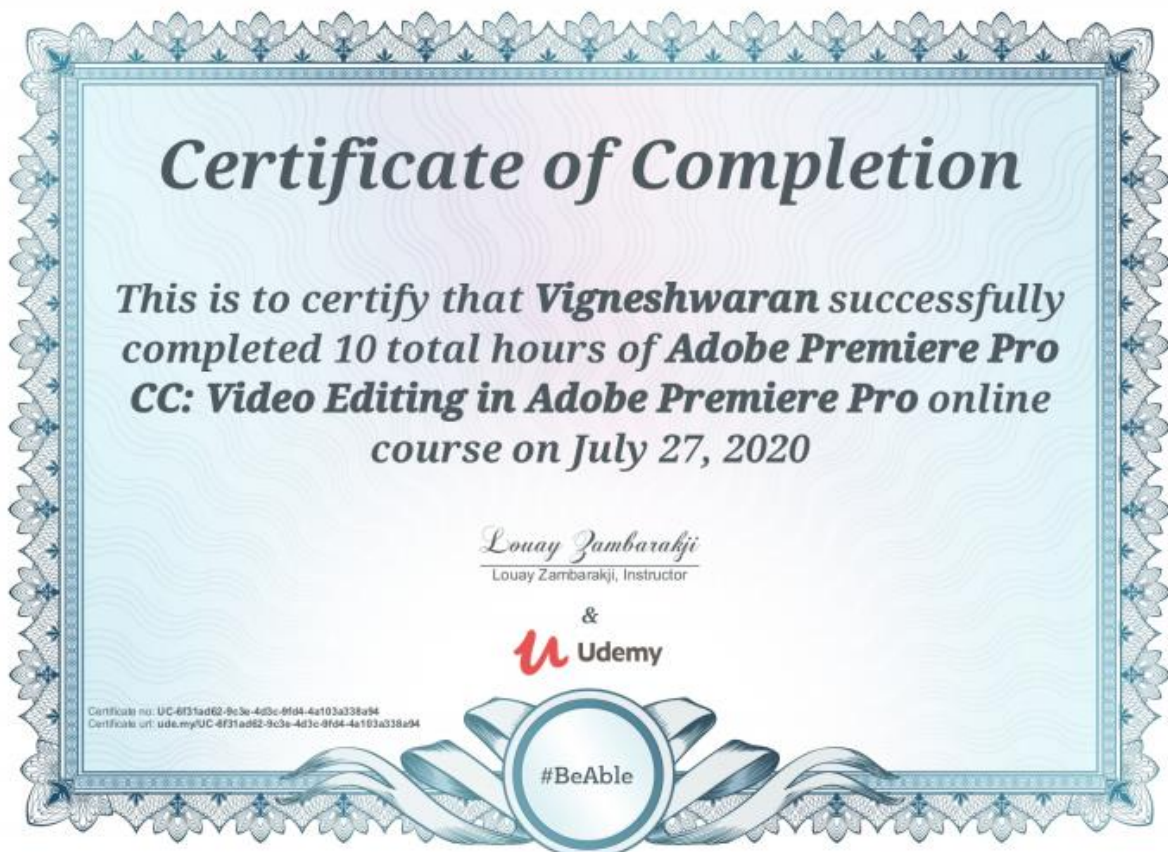 Certificate of Completion
This is to certify that Vigneshwaran successfully
completed 10 total hours of Adobe Premiere Pro
CC: Video Editing in Adobe Premiere Pro online
course on July 27, 2020
Louay Zambarakji
Louay Zambarakji, Instructor
&
Udemy
Certificate no: UC-6f31ad62-9c3e-4d3c-9fd4-4a103a338a94
Certificate url: ude.my/UC-6f31ad62-9c3e-4d3c-9fd4-4a103a338a94
#BeAble